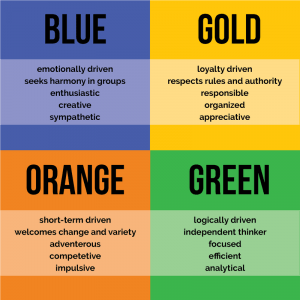 BLUE
emotionally driven
seeks harmony in groups
enthusiastic
creative
sympathetic
GOLD
loyalty driven
respects rules and authority
responsible
organized
appreciative
ORANGE
short-term driven
welcomes change and variety
adventerous
competetive
impulsive
GREEN
logically driven
independent thinker
focused
efficient
analytical